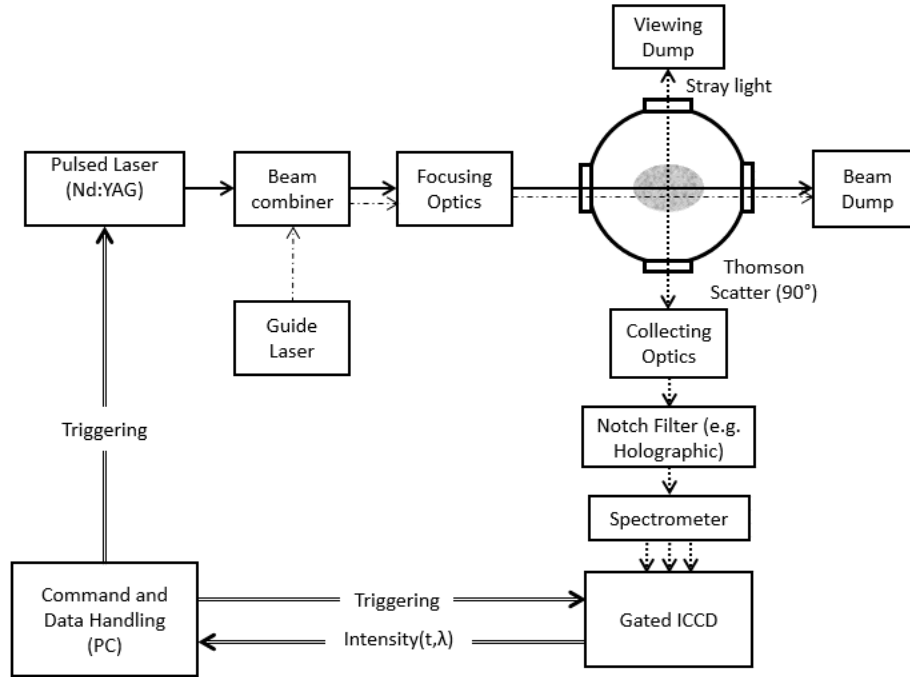 Viewing
Dump
Stray light
Pulsed Laser
(Nd:YAG)
Beam
combiner
Focusing
Optics
Beam
Dump
Thomson
Scatter (90°)
Guide
Laser
Collecting
Optics
Notch Filter (e.g.
Holographic)
Triggering
Spectrometer
Command and
Data Handling
(PC)
Triggering
Intensity(t,λ)
Gated ICCD